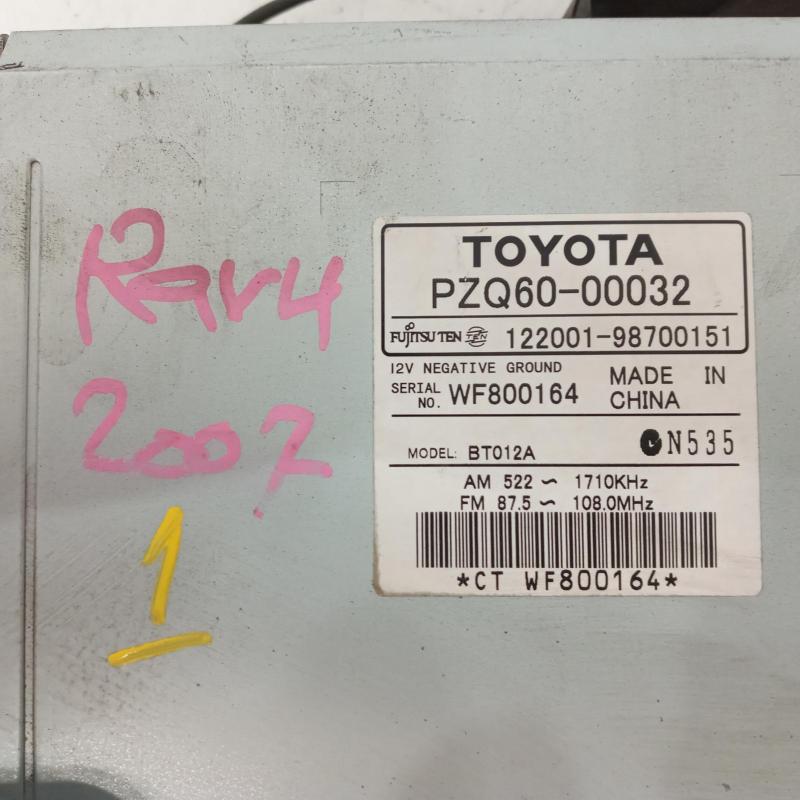 Rav4
2007
1
TOYOTA
PZQ60-00032
FUJITSU TEN TEN 122001-98700151
12V NEGATIVE GROUND
SERIAL NO. WF800164
MADE IN CHINA
MODEL: BT012A
N535
AM 522 ~ 1710KHz
FM 87.5 ~ 108.0MHz
*CT WF800164*